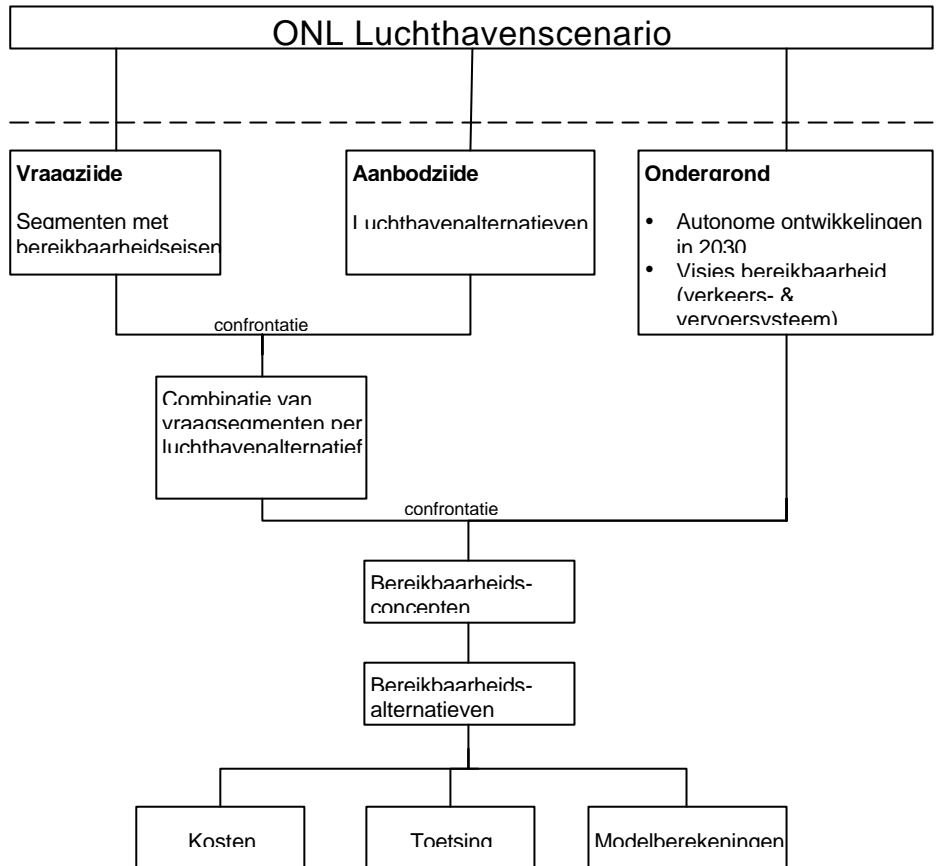 ONL Luchthavenscenario
Vraagzijde
Segmenten met
bereikbaarheidseisen
Aanbodzijde
Luchthavenalternatieven
Ondergrond
• Autonome ontwikkelingen
in 2030
• Visies bereikbaarheid
(verkeers- &
vervoersysteem)
confrontatie
Combinatie van
vraagsegmenten per
luchthavenalternatief
confrontatie
Bereikbaarheids-
concepten
Bereikbaarheids-
alternatieven
Kosten
Toetsing
Modelberekeningen